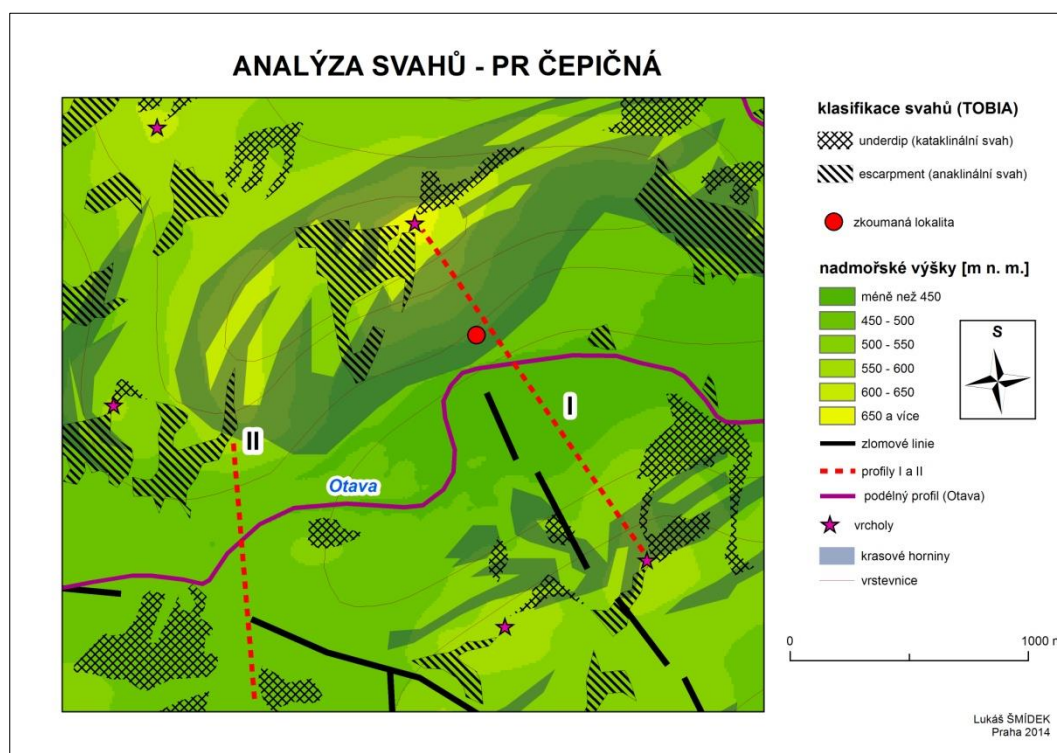 ANALÝZA SVAHŮ - PR ČEPIČNÁ
klasifikace svahů (TOBIA)
underdip (kataklinální svah)
escarpment (anaklinální svah)
zkoumaná lokalita
nadmořské výšky [m n. m.]
méně než 450
450 - 500
500 - 550
550 - 600
600 - 650
650 a více
S
zlomové linie
profily I a II
podélný profil (Otava)
vrcholy
krasové horniny
vrstevnice
I
II
Otava
0
1000 m
Lukáš ŠMÍDEK
Praha 2014